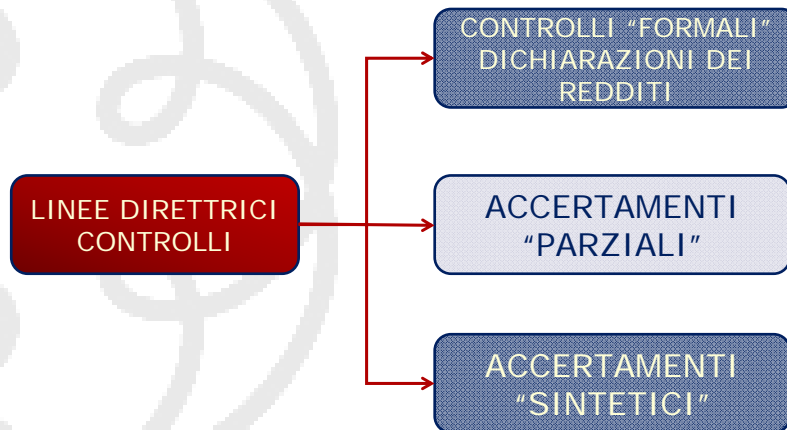 CONTROLLI “FORMALI”
DICHIARAZIONI DEI
REDDITI
LINEE DIRETTRICI
CONTROLLI
ACCERTAMENTI
“PARZIALI”
ACCERTAMENTI
“SINTETICI”